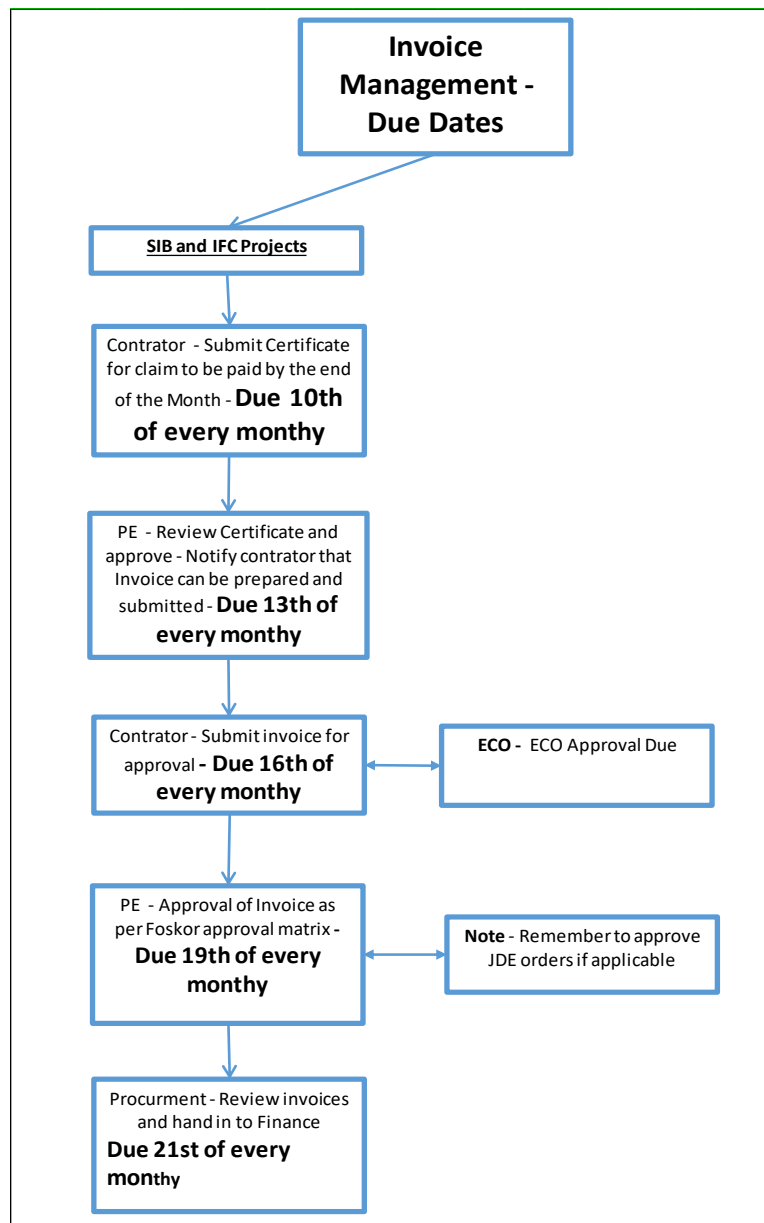 Invoice
Management -
Due Dates
SIB and IFC Projects
Contrator - Submit Certificate
for claim to be paid by the end
of the Month - Due 10th
of every monthy
PE - Review Certificate and
approve - Notify contrator that
Invoice can be prepared and
submitted - Due 13th of
every monthy
Contrator - Submit invoice for
approval - Due 16th of
every monthy
ECO - ECO Approval Due
PE - Approval of Invoice as
per Foskor approval matrix -
Due 19th of every
monthy
Note - Remember to approve
JDE orders if applicable
Procurment - Review invoices
and hand in to Finance
Due 21st of every
monthy